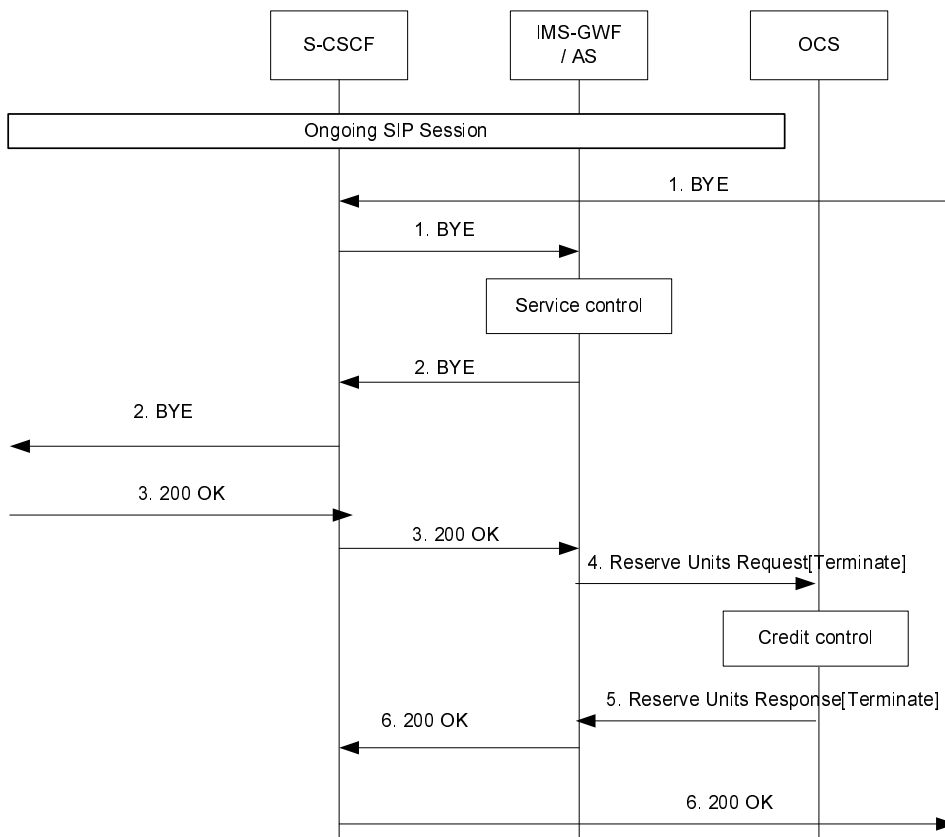 S-CSCF
IMS-GWF
/ AS
OCS
Ongoing SIP Session
1. BYE
1. BYE
Service control
2. BYE
2. BYE
3. 200 OK
3. 200 OK
4. Reserve Units Request[Terminate]
Credit control
5. Reserve Units Response[Terminate]
6. 200 OK
6. 200 OK